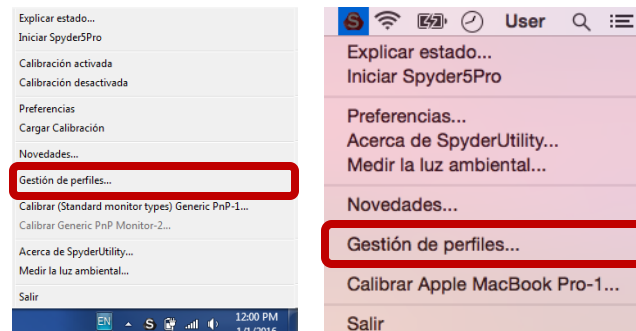 Explicar estado...
Iniciar Spyder5Pro
Calibración activada
Calibración desactivada
Preferencias
Cargar Calibración
Novedades...
Gestión de perfiles...
Calibrar (Standard monitor types) Generic PnP-1...
Calibrar Generic PnP Monitor-2...
Acerca de SpyderUtility...
Medir la luz ambiental...
Salir
EN S 12:00 PM
1/1/2016
S User
Explicar estado...
Iniciar Spyder5Pro
Preferencias...
Acerca de SpyderUtility...
Medir la luz ambiental...
Novedades...
Gestión de perfiles...
Calibrar Apple MacBook Pro-1...
Salir